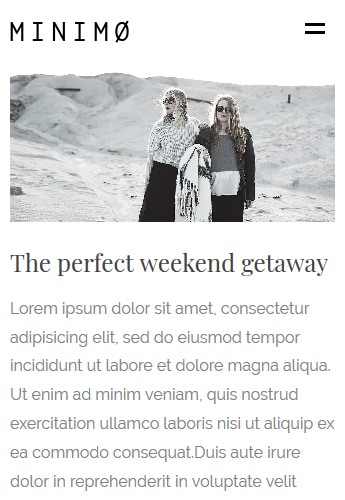 MINIMØ
The perfect weekend getaway
Lorem ipsum dolor sit amet, consectetur
adipisicing elit, sed do eiusmod tempor
incididunt ut labore et dolore magna aliqua.
Ut enim ad minim veniam, quis nostrud
exercitation ullamco laboris nisi ut aliquip ex
ea commodo consequat.Duis aute irure
dolor in reprehenderit in voluptate velit